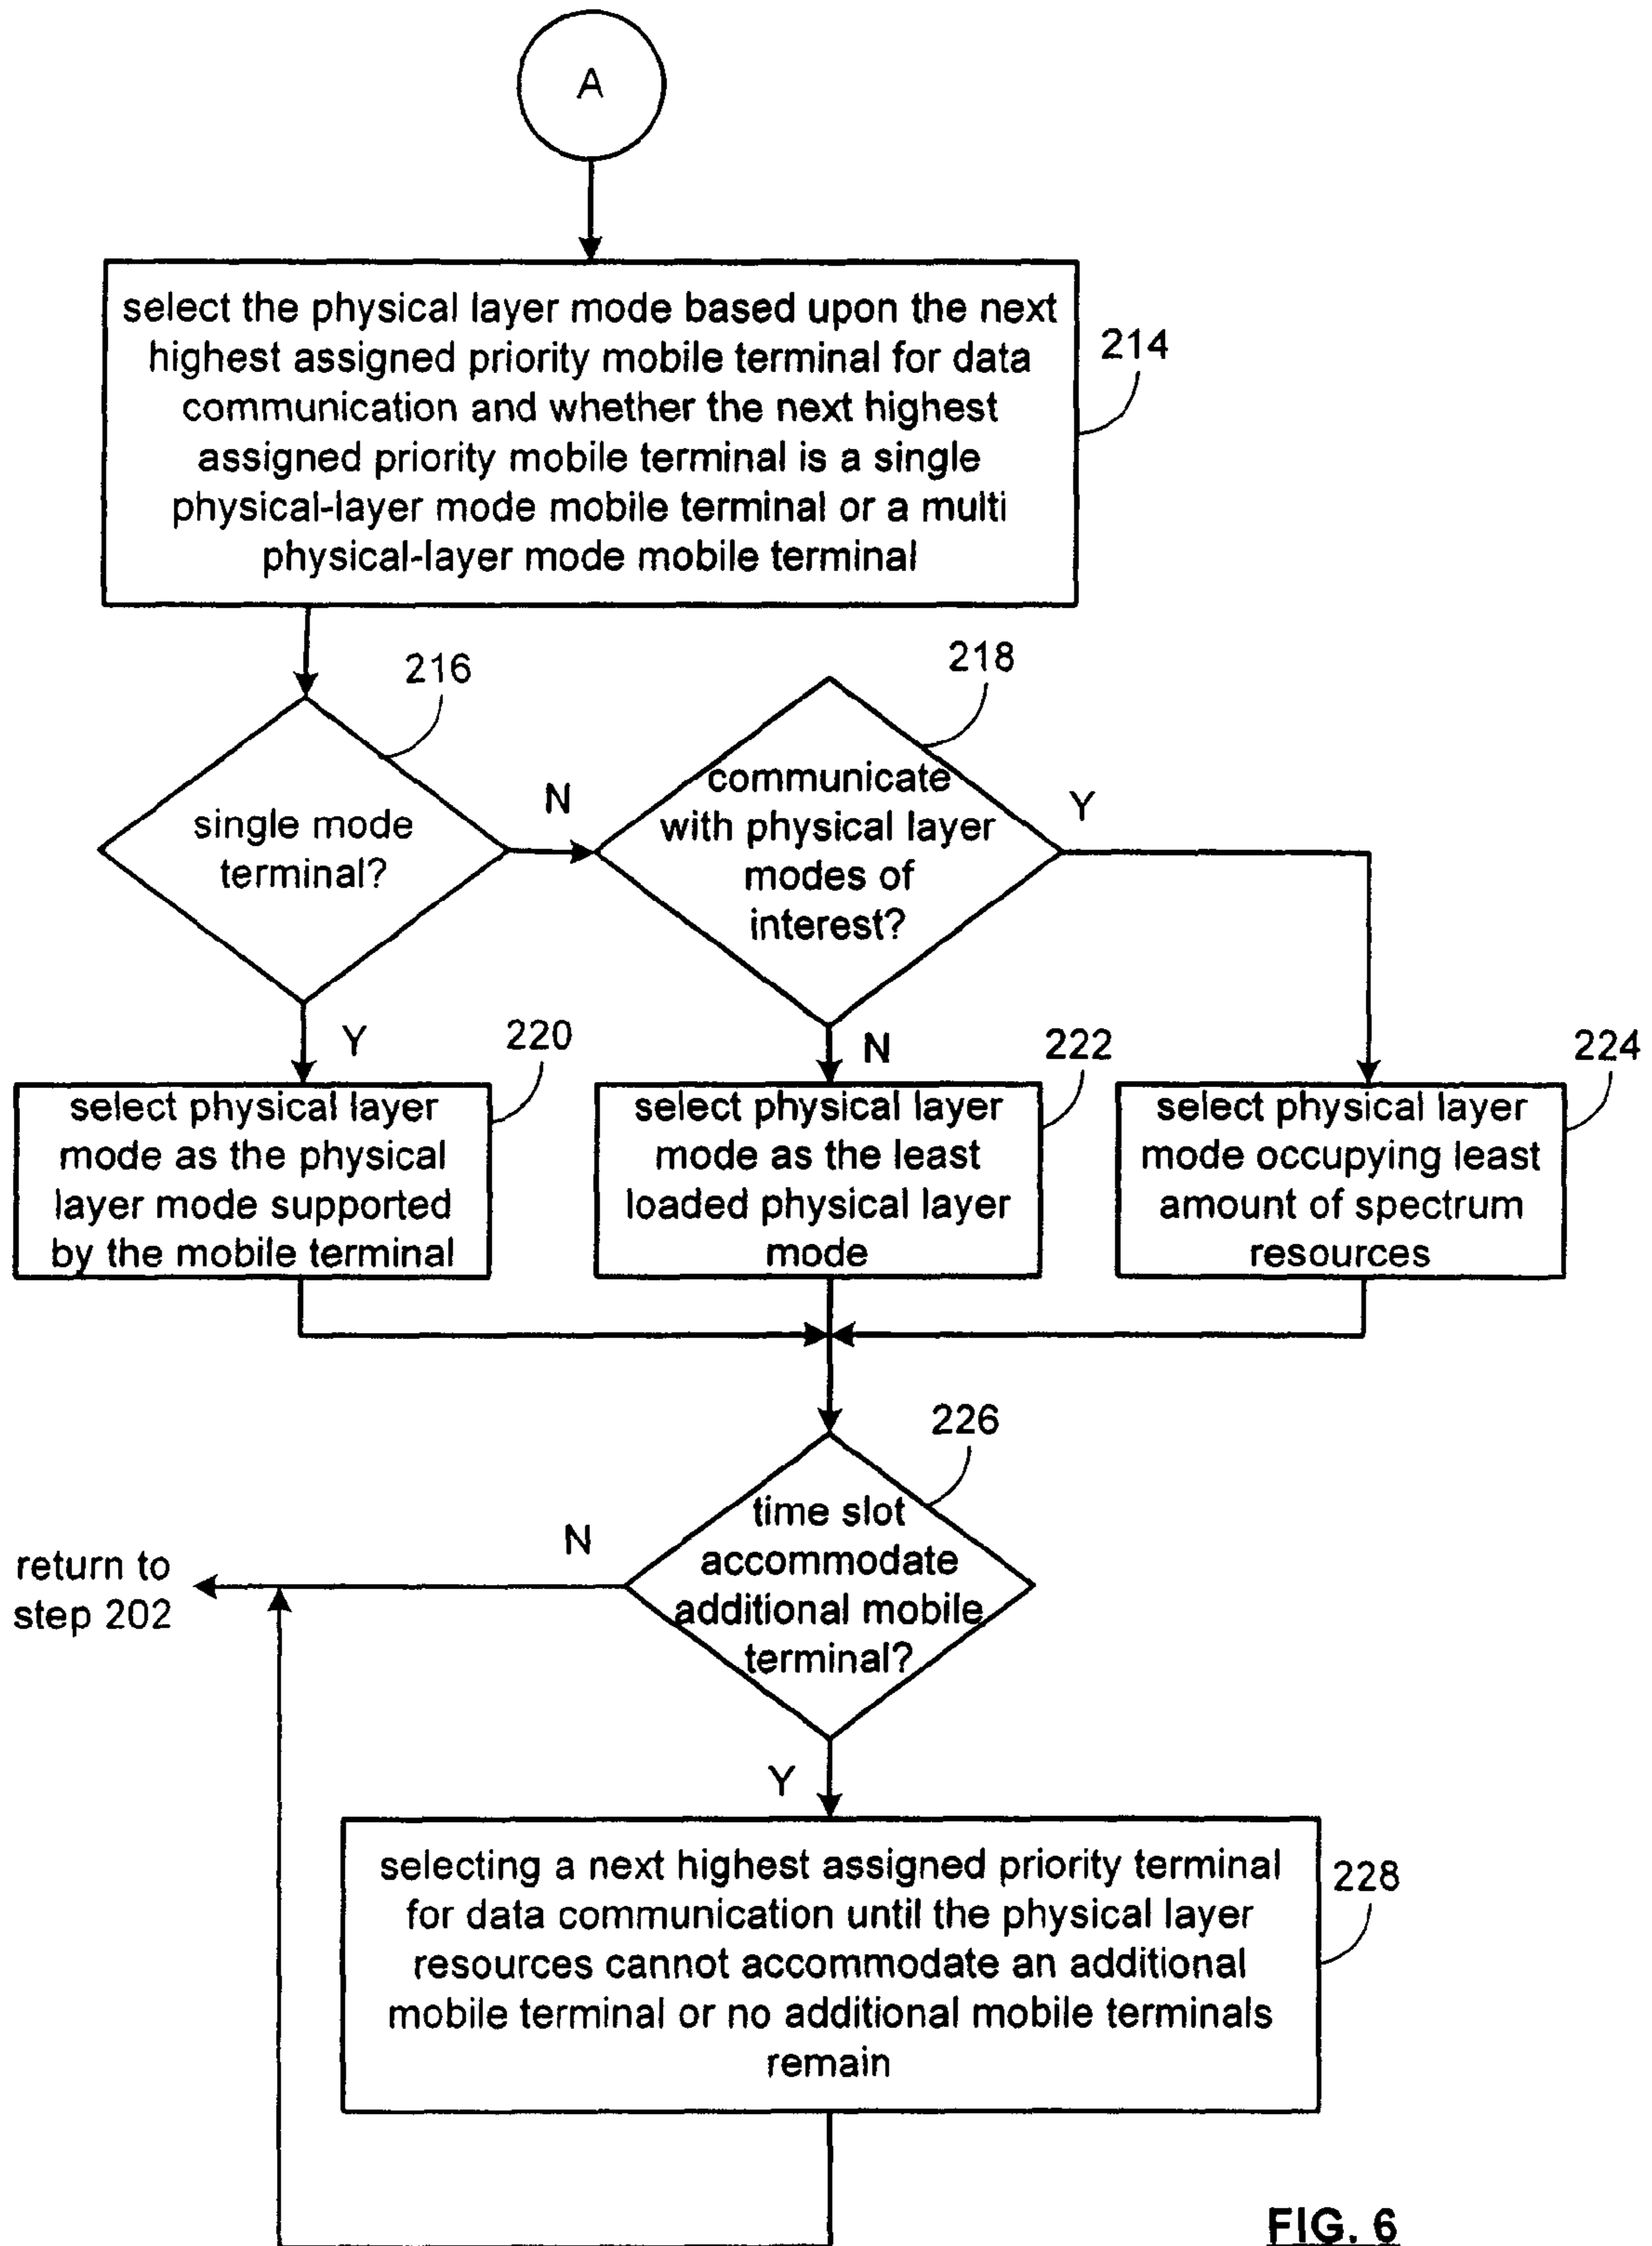 A
select the physical layer mode based upon the next
highest assigned priority mobile terminal for data
communication and whether the next highest
assigned priority mobile terminal is a single
physical-layer mode mobile terminal or a multi
physical-layer mode mobile terminal
214
216
218
single mode
terminal?
N
communicate
with physical layer
modes of
interest?
Y
Y
220
N
222
224
select physical layer
mode as the physical
layer mode supported
by the mobile terminal
select physical layer
mode as the least
loaded physical layer
mode
select physical layer
mode occupying least
amount of spectrum
resources
226
time slot
accommodate
additional mobile
terminal?
N
return to
step 202
Y
selecting a next highest assigned priority terminal
for data communication until the physical layer
resources cannot accommodate an additional
mobile terminal or no additional mobile terminals
remain
228
FIG. 6